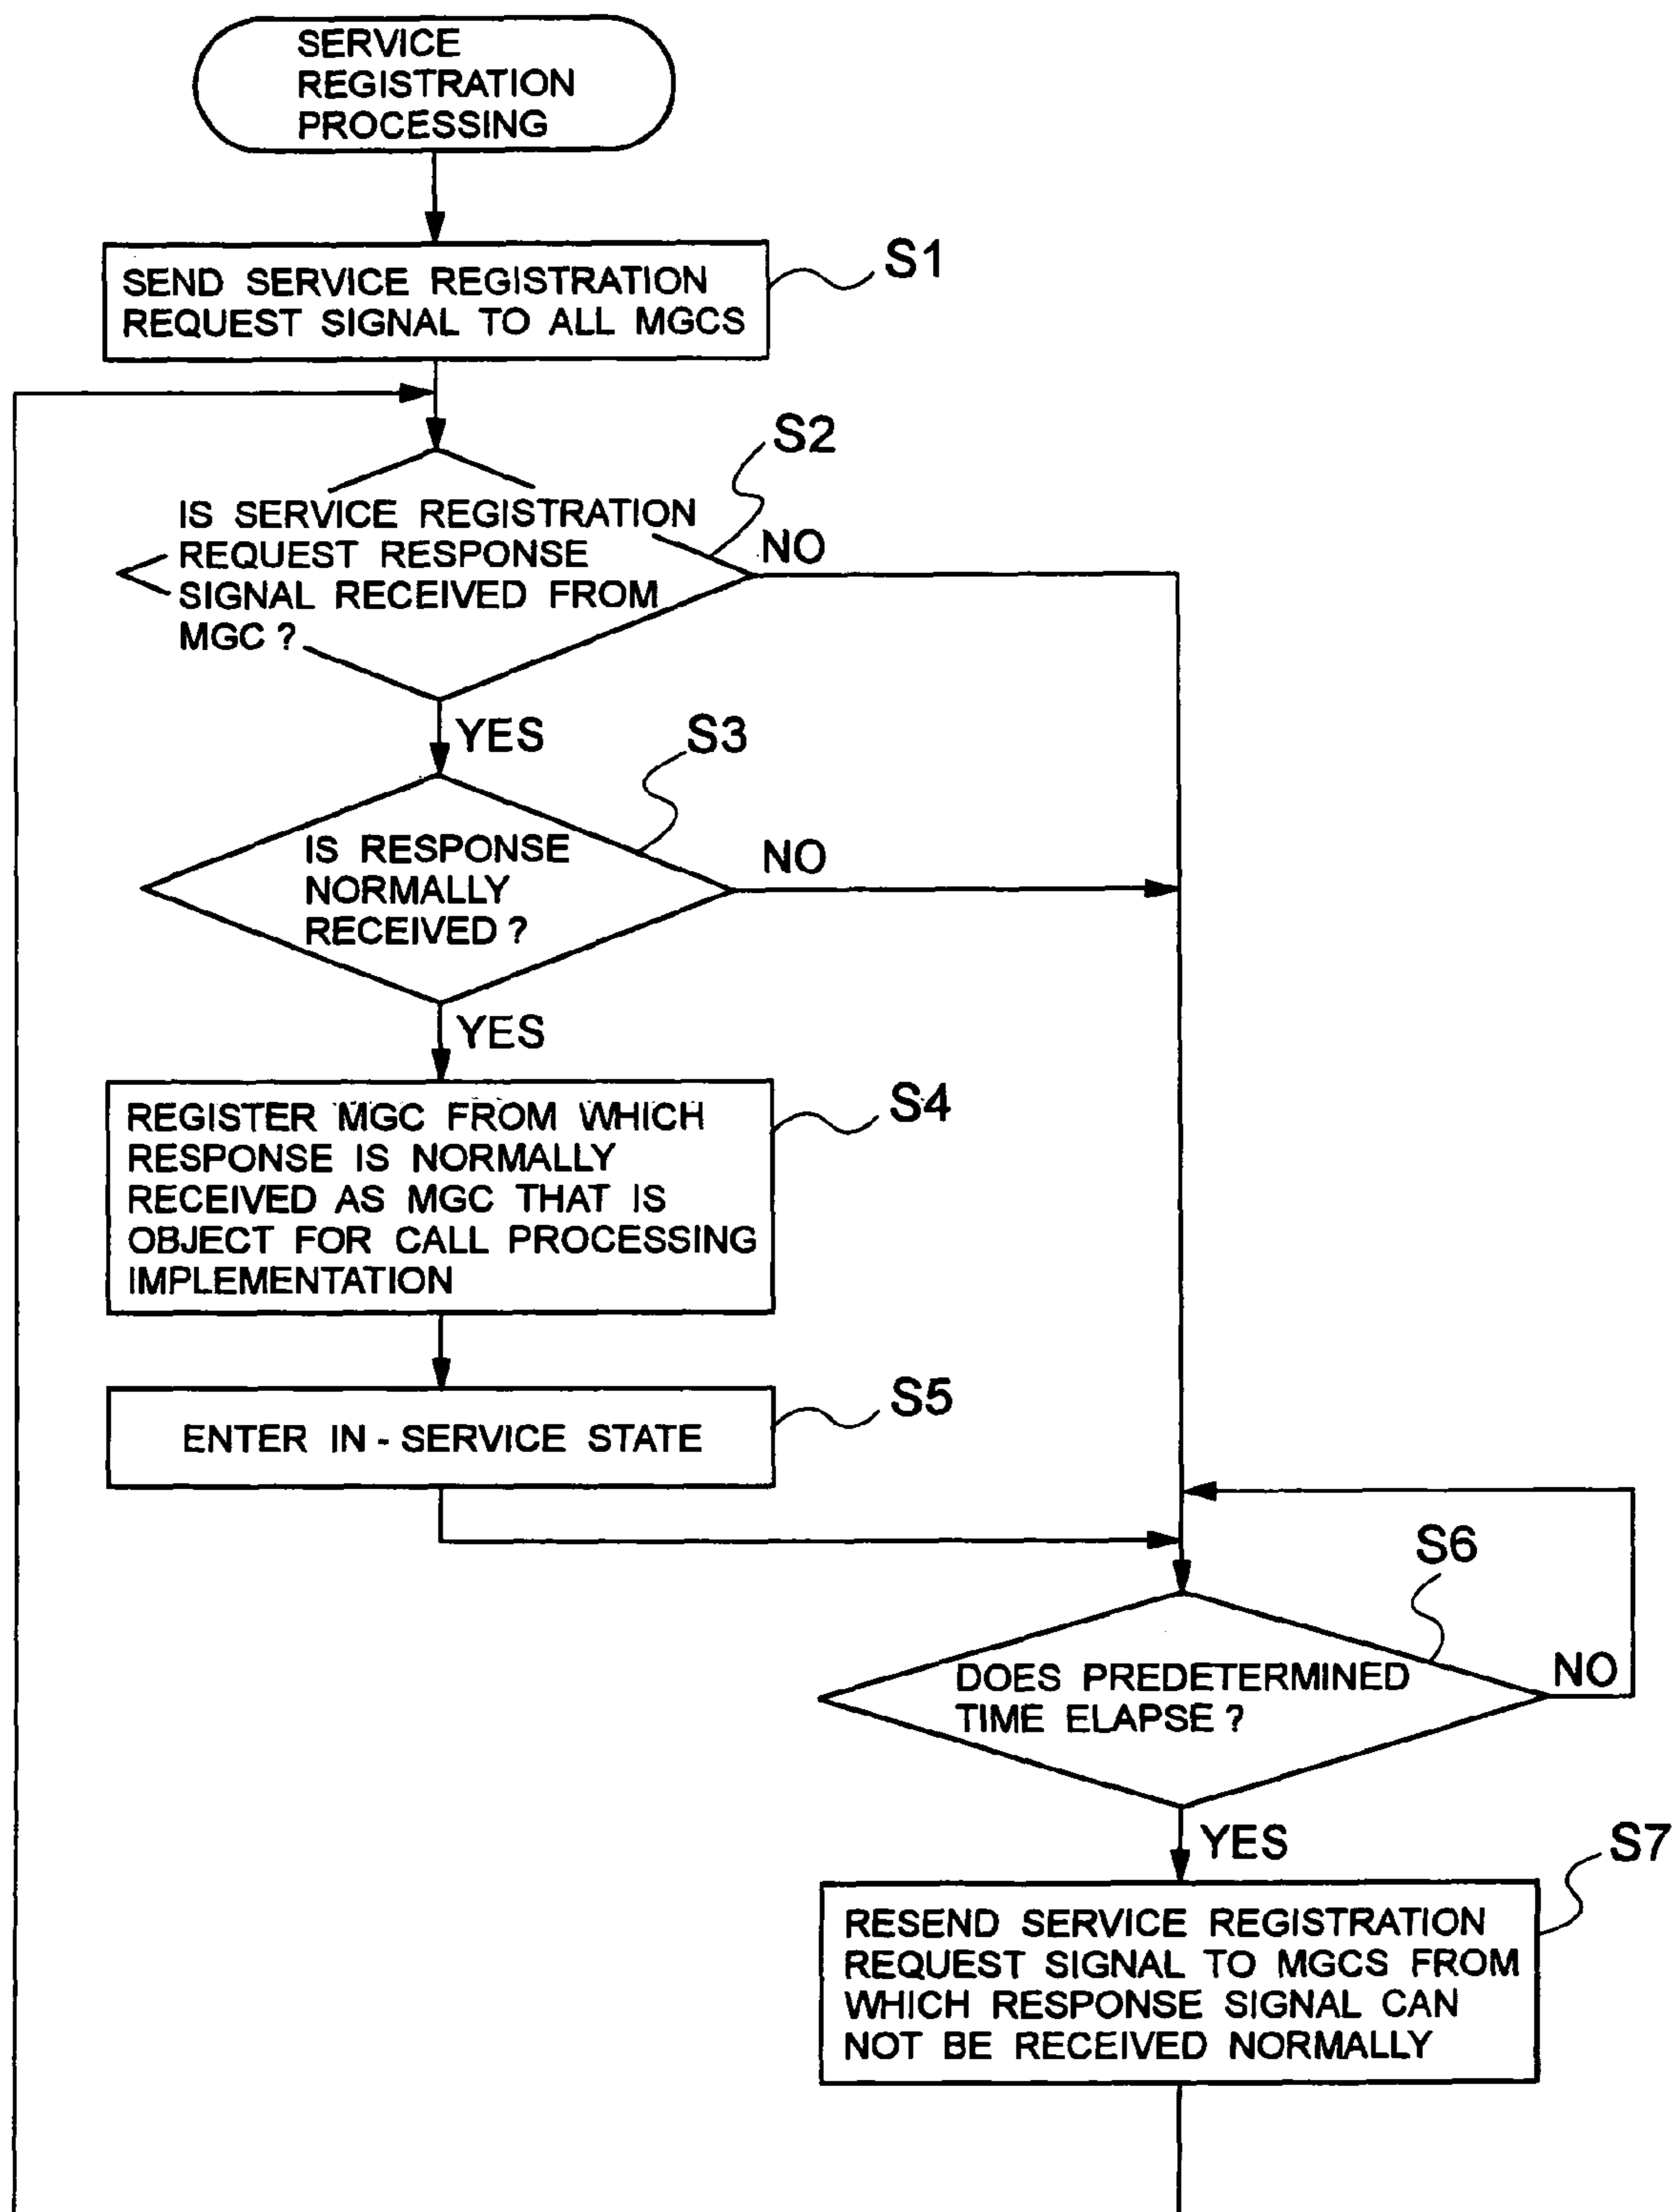 SERVICE
REGISTRATION
PROCESSING
SEND SERVICE REGISTRATION
REQUEST SIGNAL TO ALL MGCS
S1
IS SERVICE REGISTRATION
REQUEST RESPONSE
SIGNAL RECEIVED FROM
MGC ?
S2
NO
YES
IS RESPONSE
NORMALLY
RECEIVED ?
S3
NO
YES
REGISTER MGC FROM WHICH
RESPONSE IS NORMALLY
RECEIVED AS MGC THAT IS
OBJECT FOR CALL PROCESSING
IMPLEMENTATION
S4
ENTER IN - SERVICE STATE
S5
DOES PREDETERMINED
TIME ELAPSE ?
S6
NO
YES
RESEND SERVICE REGISTRATION
REQUEST SIGNAL TO MGCS FROM
WHICH RESPONSE SIGNAL CAN
NOT BE RECEIVED NORMALLY
S7